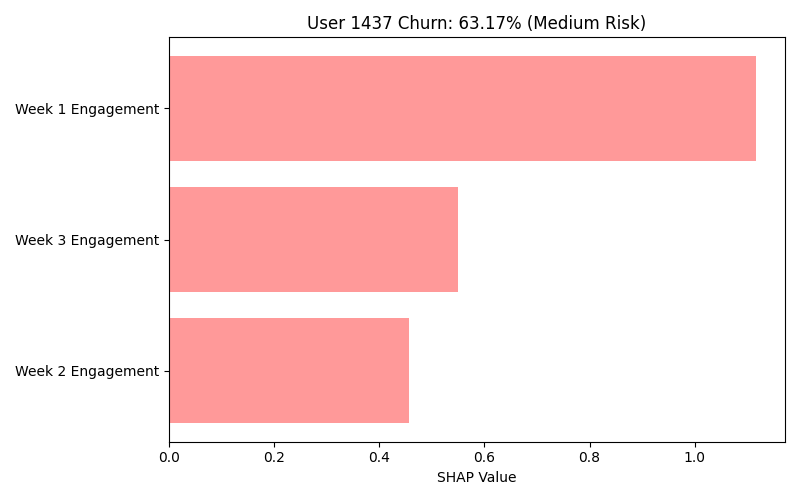 User 1437 Churn: 63.17% (Medium Risk)
Week 1 Engagement
Week 3 Engagement
Week 2 Engagement
0.0 0.2 0.4 0.6 0.8 1.0
SHAP Value